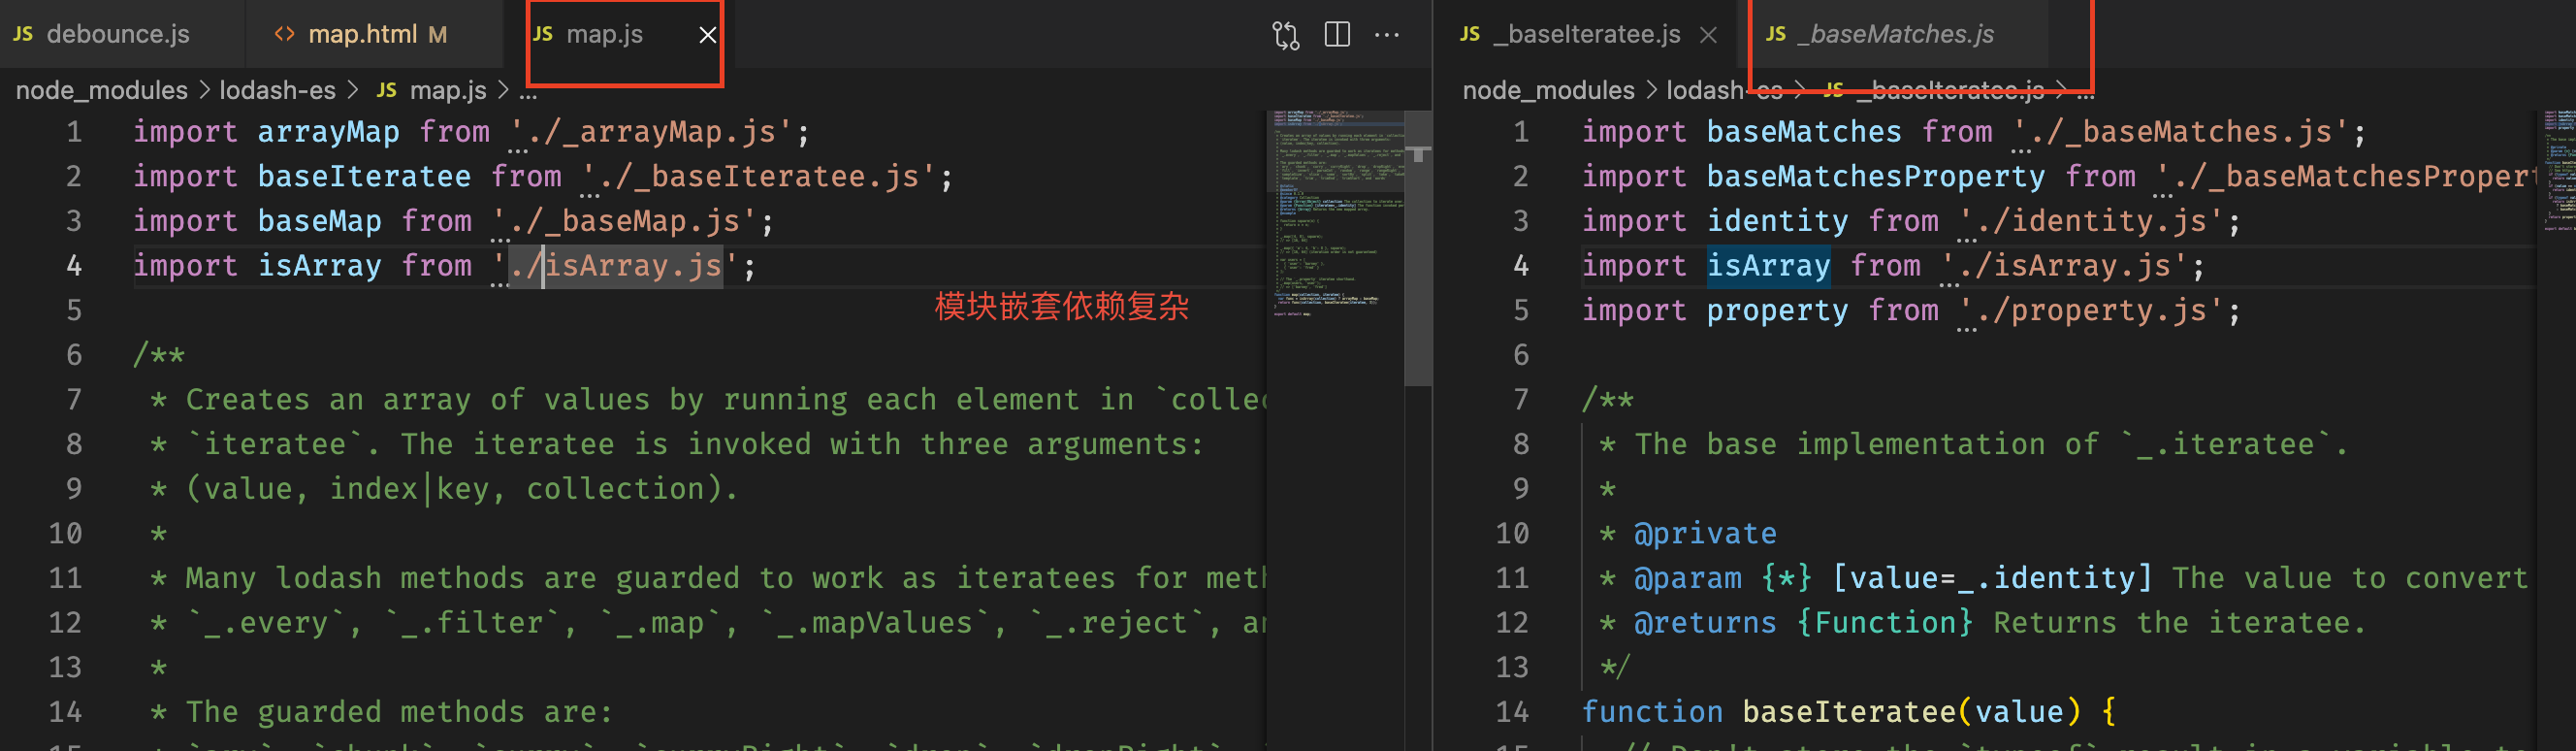 JS debounce.js
<> map.html M
JS map.js ×
node_modules > lodash-es > JS map.js > ...
1 import arrayMap from './_arrayMap.js';
2 import baseIteratee from './_baseIteratee.js';
3 import baseMap from './_baseMap.js';
4 import isArray from './isArray.js';
5
模块嵌套依赖复杂
6 /**
7 * Creates an array of values by running each element in `collec
8 * `iteratee`. The iteratee is invoked with three arguments:
9 * (value, index|key, collection).
10 *
11 * Many lodash methods are guarded to work as iteratees for meth
12 * `_.every`, `_.filter`, `_.map`, `_.mapValues`, `_.reject`, an
13 *
14 * The guarded methods are:
JS _baseIteratee.js ×
JS _baseMatches.js
node_modules > lodash-es > JS _baseIteratee.js > ...
1 import baseMatches from './_baseMatches.js';
2 import baseMatchesProperty from './_baseMatchesPropert
3 import identity from './identity.js';
4 import isArray from './isArray.js';
5 import property from './property.js';
6
7 /**
8 * The base implementation of `_.iteratee`.
9 *
10 * @private
11 * @param {*} [value=_.identity] The value to convert
12 * @returns {Function} Returns the iteratee.
13 */
14 function baseIteratee(value) {